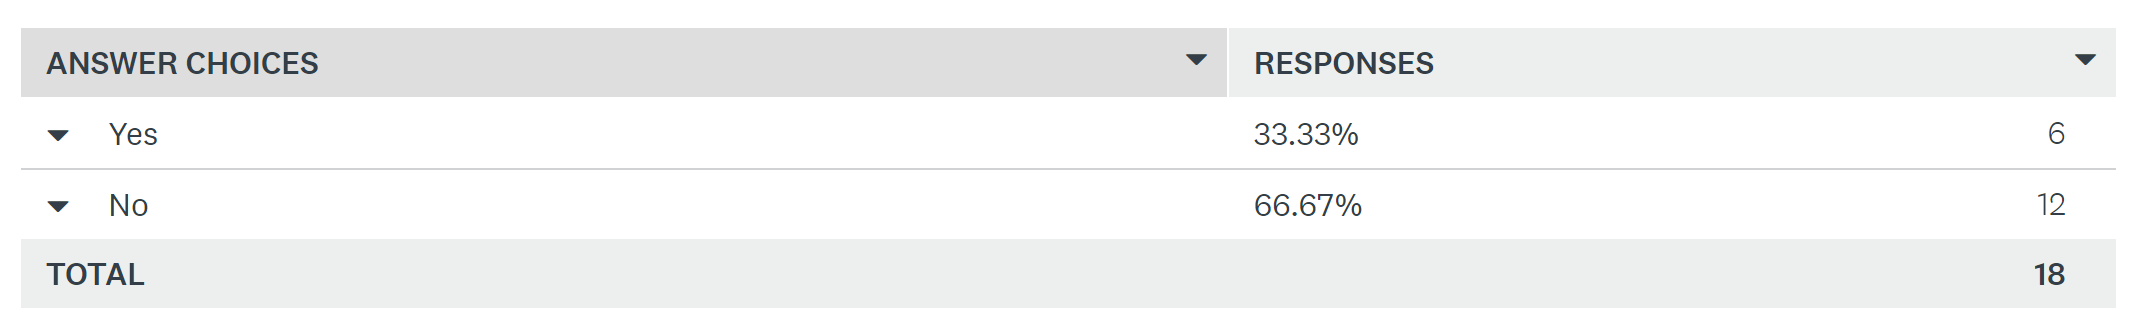 ANSWER CHOICES RESPONSES
Yes 33.33% 6
No 66.67% 12
TOTAL 18